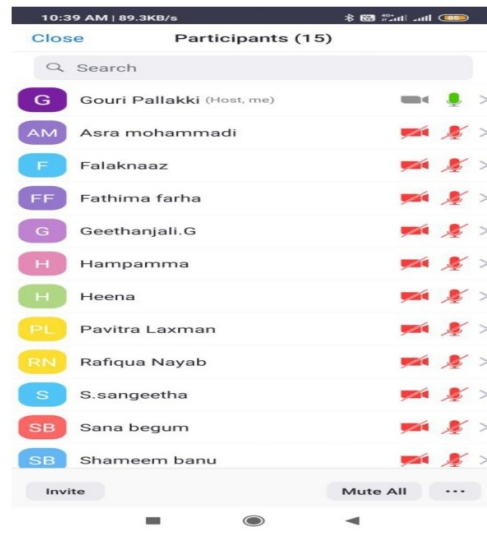 10:39 AM | 89.3KB/s
Close Participants (15)
Search
G Gouri Pallakki (Host, me)
AM Asra mohammadi
F Falaknaaz
FF Fathima farha
G Geethanjali.G
H Hampamma
H Heena
PL Pavitra Laxman
RN Rafiqua Nayab
S S.sangeetha
SB Sana begum
SB Shameem banu
Invite Mute All ...